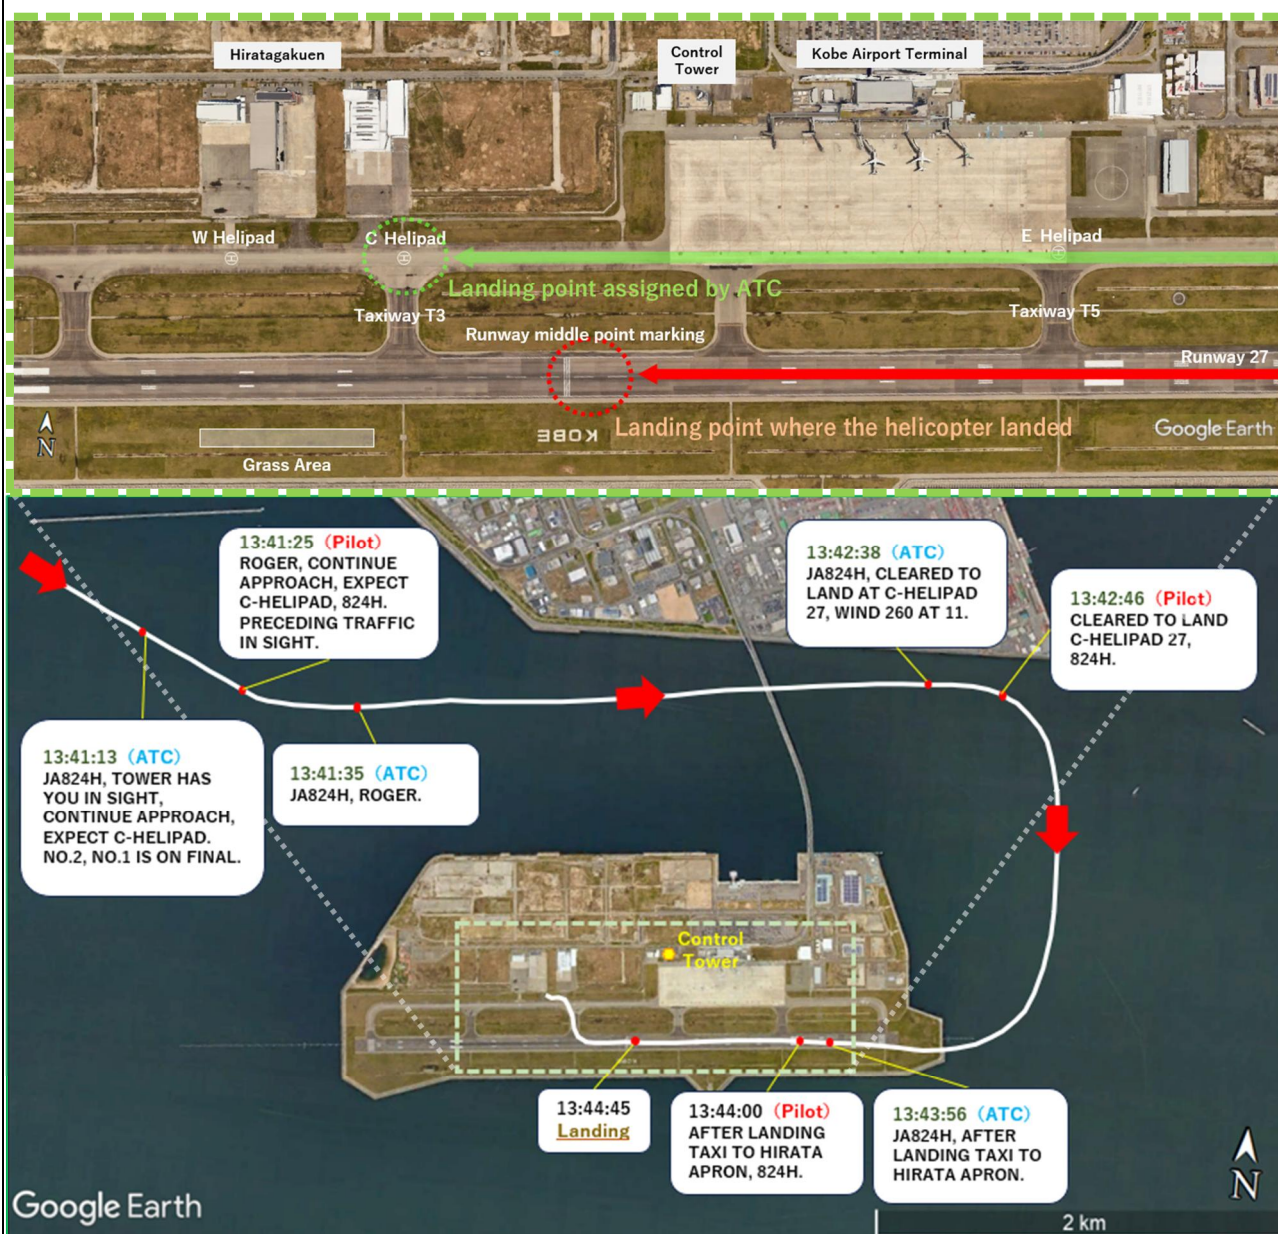 Hiratagakuen
Control
Tower
Kobe Airport Terminal
W Helipad
C Helipad
E Helipad
Landing point assigned by ATC
Taxiway T3
Taxiway T5
Runway middle point marking
Runway 27
N
KOBE
Landing point where the helicopter landed
Google Earth
Grass Area
13:41:25 (Pilot)
ROGER, CONTINUE
APPROACH, EXPECT
C-HELIPAD, 824H.
PRECEDING TRAFFIC
IN SIGHT.
13:42:38 (ATC)
JA824H, CLEARED TO
LAND AT C-HELIPAD
27, WIND 260 AT 11.
13:42:46 (Pilot)
CLEARED TO LAND
C-HELIPAD 27,
824H.
13:41:13 (ATC)
JA824H, TOWER HAS
YOU IN SIGHT,
CONTINUE APPROACH,
EXPECT C-HELIPAD.
NO.2, NO.1 IS ON FINAL.
13:41:35 (ATC)
JA824H, ROGER.
Control
Tower
13:44:45
Landing
13:44:00 (Pilot)
AFTER LANDING
TAXI TO HIRATA
APRON, 824H.
13:43:56 (ATC)
JA824H, AFTER
LANDING TAXI TO
HIRATA APRON.
N
Google Earth
2 km